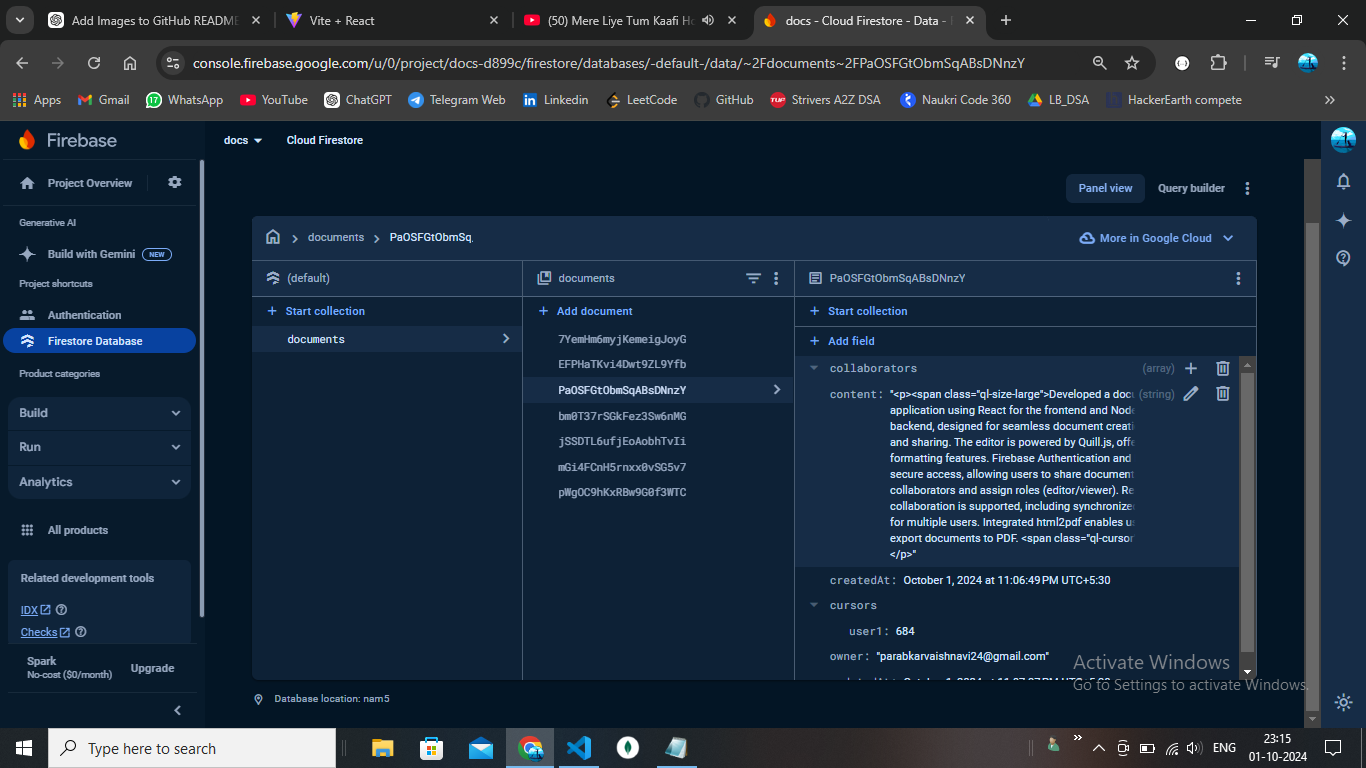 Add Images to GitHub README
Vite + React
(50) Mere Liye Tum Kaafi Ho
docs - Cloud Firestore - Data -
console.firebase.google.com/u/0/project/docs-d899c/firestore/databases/-default-/data/~2Fdocuments~2FPaOSFGtObmSqABsDNnzY
Apps
Gmail
17
WhatsApp
YouTube
ChatGPT
Telegram Web
Linkedin
LeetCode
GitHub
Strivers A2Z DSA
Naukri Code 360
LB_DSA
HackerEarth compete
Firebase
docs
Cloud Firestore
Project Overview
Panel view
Query builder
Generative AI
Build with Gemini NEW
documents
PaOSFGtObmSq.
More in Google Cloud
Project shortcuts
Authentication
Firestore Database
Product categories
Build
Run
Analytics
All products
Related development tools
IDX
Checks
Spark
No-cost ($0/month)
Upgrade
(default)
Start collection
documents
documents
Add document
7YemHm6myjKemeigJoyG
EFPHaTKvi4Dwt9ZL9Yfb
PaOSFGtObmSqABsDNnzY
bm0T37rSGkFez3Sw6nMG
jSSDTL6ufjEoAobhTvIi
mGi4FCnH5rnxx0vSG5v7
pWgOC9hKxRBw9G0f3WTC
PaOSFGtObmSqABsDNnzY
Start collection
Add field
collaborators (array)
content: "<p><span class="ql-size-large">Developed a docu (string)
application using React for the frontend and Node
backend, designed for seamless document creati
and sharing. The editor is powered by Quill.js, offe
formatting features. Firebase Authentication and
secure access, allowing users to share document
collaborators and assign roles (editor/viewer). Re
collaboration is supported, including synchronize
for multiple users. Integrated html2pdf enables u
export documents to PDF. <span class="ql-cursor
</p>"
createdAt: October 1, 2024 at 11:06:49 PM UTC+5:30
cursors
user1: 684
owner: "parabkarvaishnavi24@gmail.com"
Activate Windows
Go to Settings to activate Windows.
Database location: nam5
Type here to search
ENG
23:15
01-10-2024